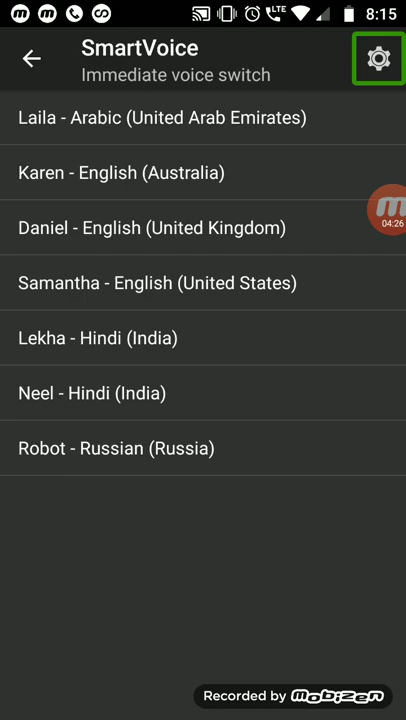 8:15
LTE
SmartVoice
Immediate voice switch
Laila - Arabic (United Arab Emirates)
Karen - English (Australia)
04:26
Daniel - English (United Kingdom)
Samantha - English (United States)
Lekha - Hindi (India)
Neel - Hindi (India)
Robot - Russian (Russia)
Recorded by mobizen